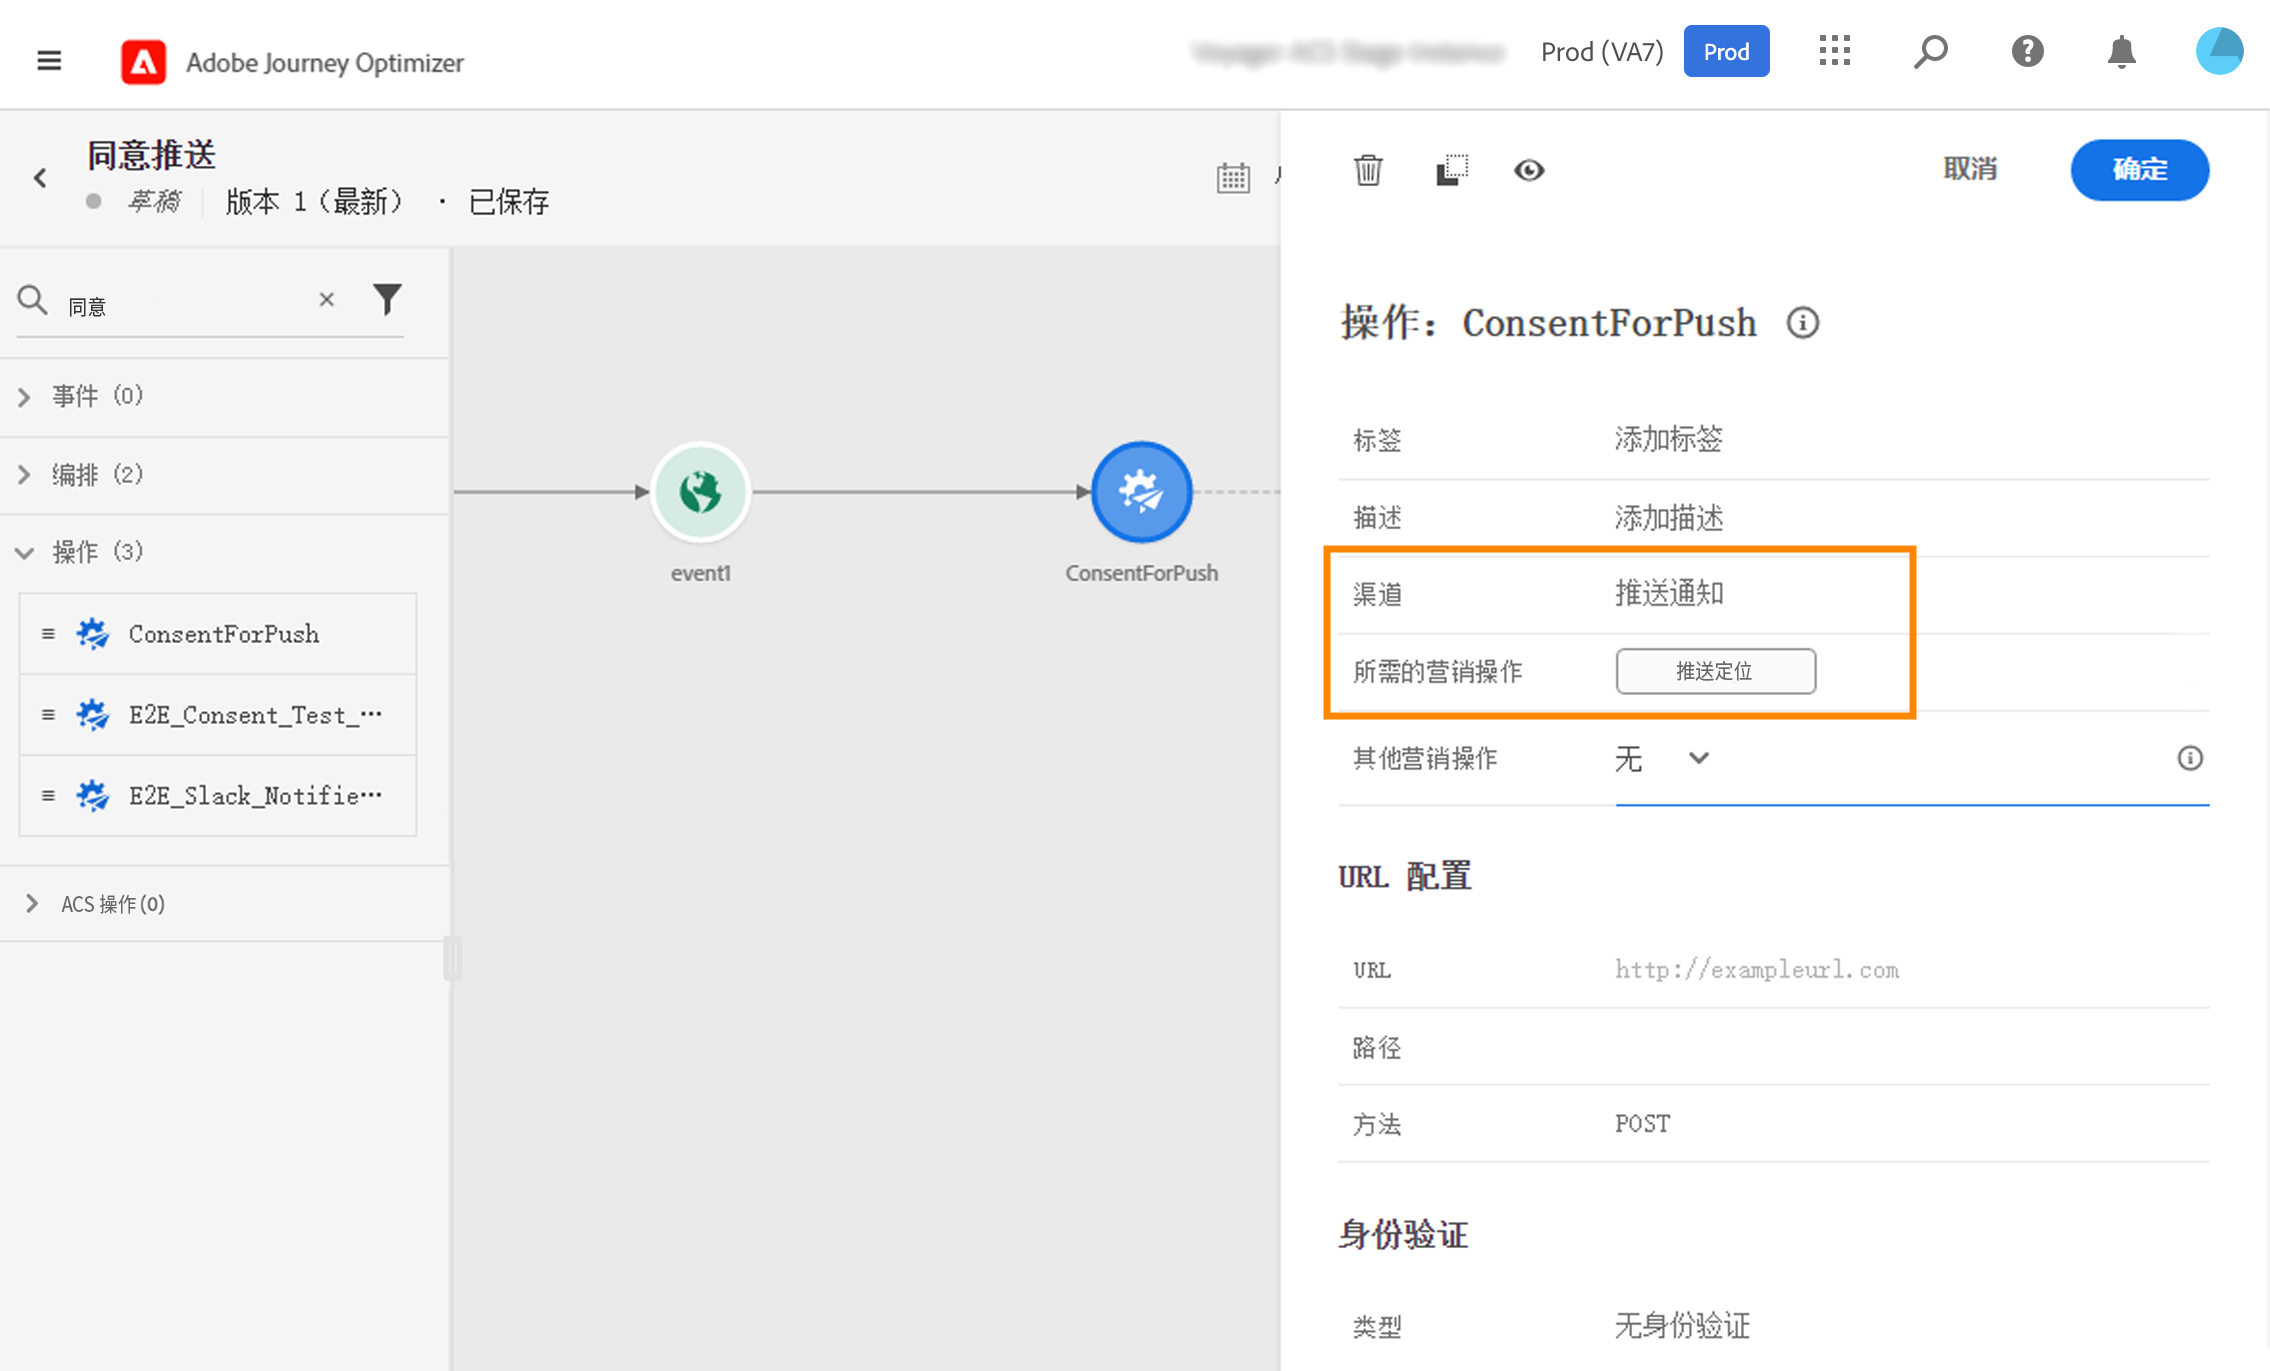 Adobe Journey Optimizer
Prod (VA7)
Prod
同意推送
草稿
版本 1（最新） · 已保存
取消
确定
同意
事件 (0)
编排 (2)
操作 (3)
ConsentForPush
E2E_Consent_Test_…
E2E_Slack_Notifie…
ACS 操作(0)
event1
ConsentForPush
操作：ConsentForPush
标签 添加标签
描述 添加描述
渠道 推送通知
所需的营销操作 推送定位
其他营销操作 无
URL 配置
URL http://exampleurl.com
路径
方法 POST
身份验证
类型 无身份验证